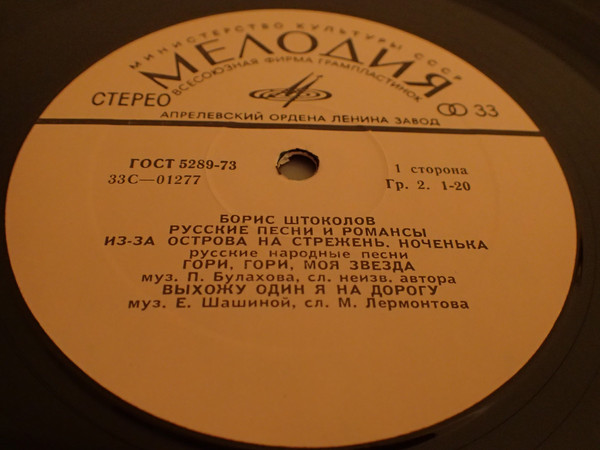 МИНИСТЕРСТВО КУЛЬТУРЫ СССР
МЕЛОДИЯ
ВСЕСОЮЗНАЯ ФИРМА ГРАМПЛАСТИНОК
СТЕРЕО
33
АПРЕЛЕВСКИЙ ОРДЕНА ЛЕНИНА ЗАВОД
ГОСТ 5289-73
33С—01277
1 сторона
Гр. 2. 1-20
БОРИС ШТОКОЛОВ
РУССКИЕ ПЕСНИ И РОМАНСЫ
ИЗ-ЗА ОСТРОВА НА СТРЕЖЕНЬ. НОЧЕНЬКА
русские народные песни
ГОРИ, ГОРИ, МОЯ ЗВЕЗДА
муз. П. Булахова, сл. неизв. автора
ВЫХОЖУ ОДИН Я НА ДОРОГУ
муз. Е. Шашиной, сл. М. Лермонтова